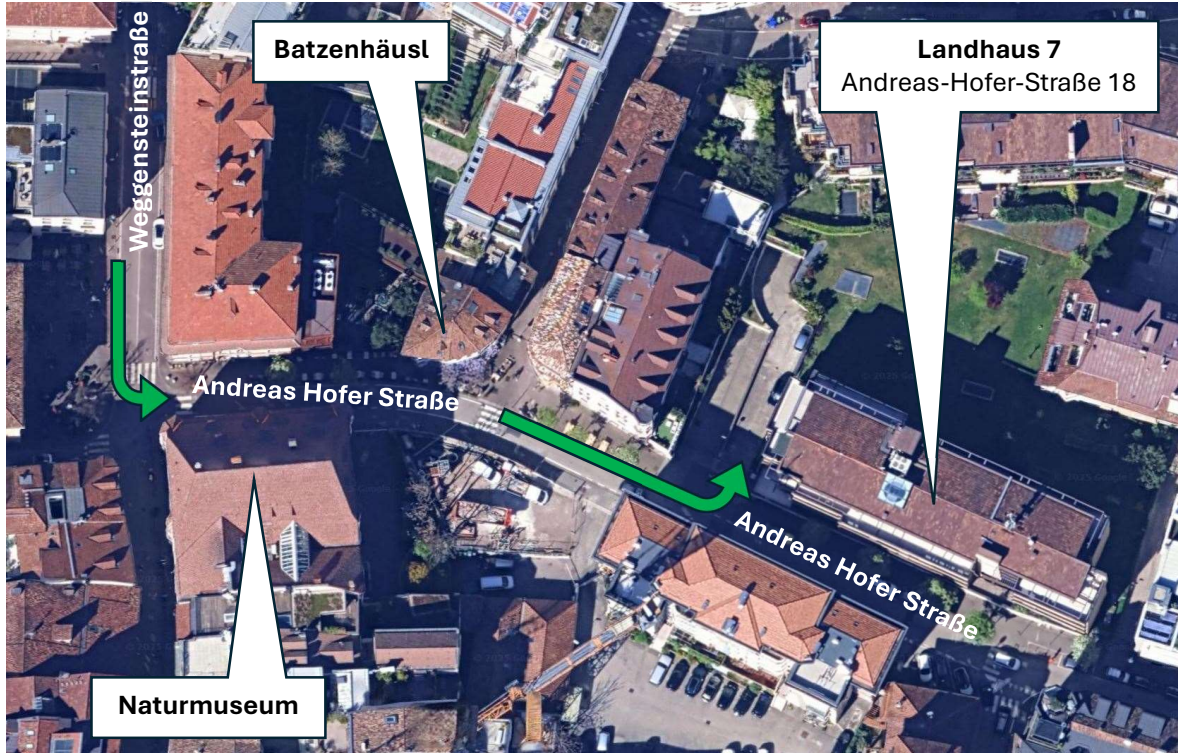 Weggensteinstraße
Batzenhäusl
Landhaus 7
Andreas-Hofer-Straße 18
Andreas Hofer Straße
Andreas Hofer Straße
Naturmuseum